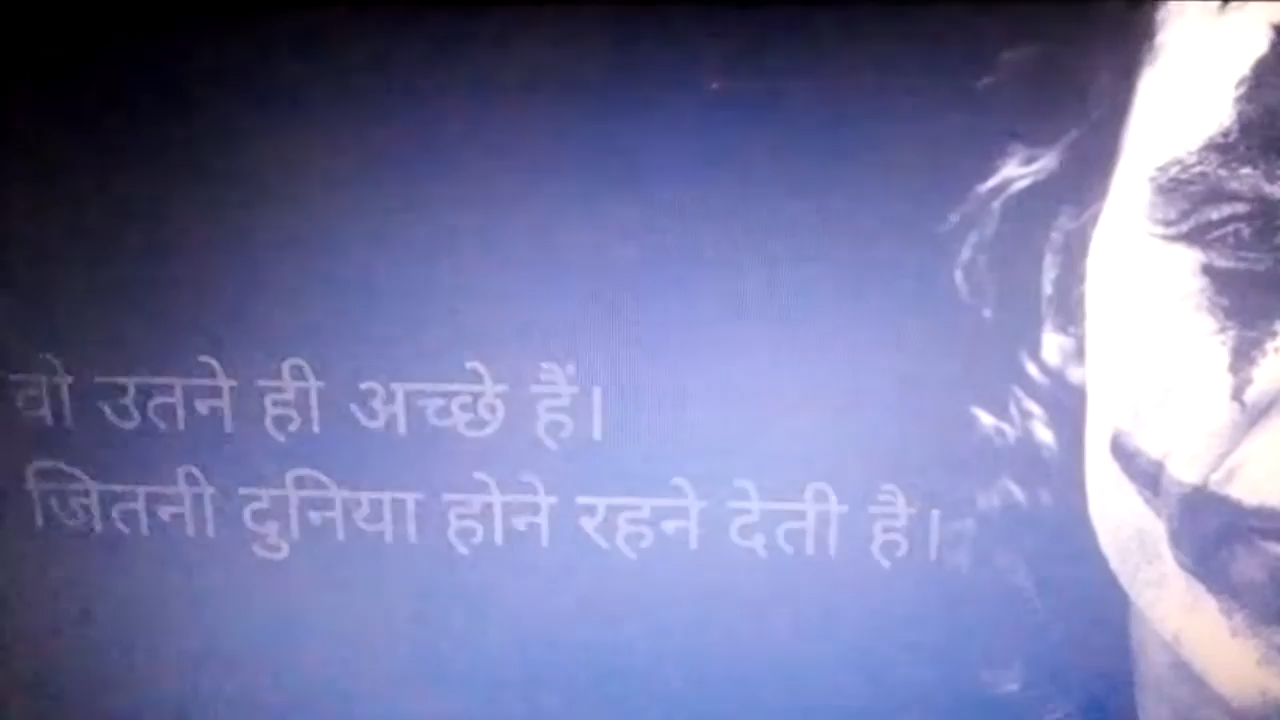 वो उतने ही अच्छे हैं।
जितनी दुनिया होने रहने देती है।